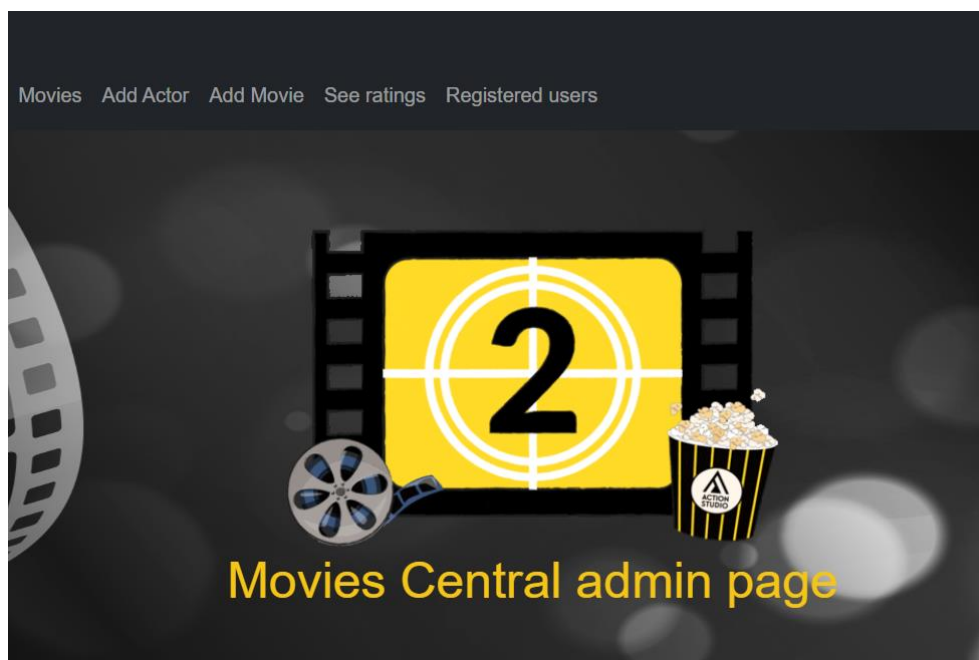 Movies Add Actor Add Movie See ratings Registered users
2
ACTION
STUDIO
Movies Central admin page